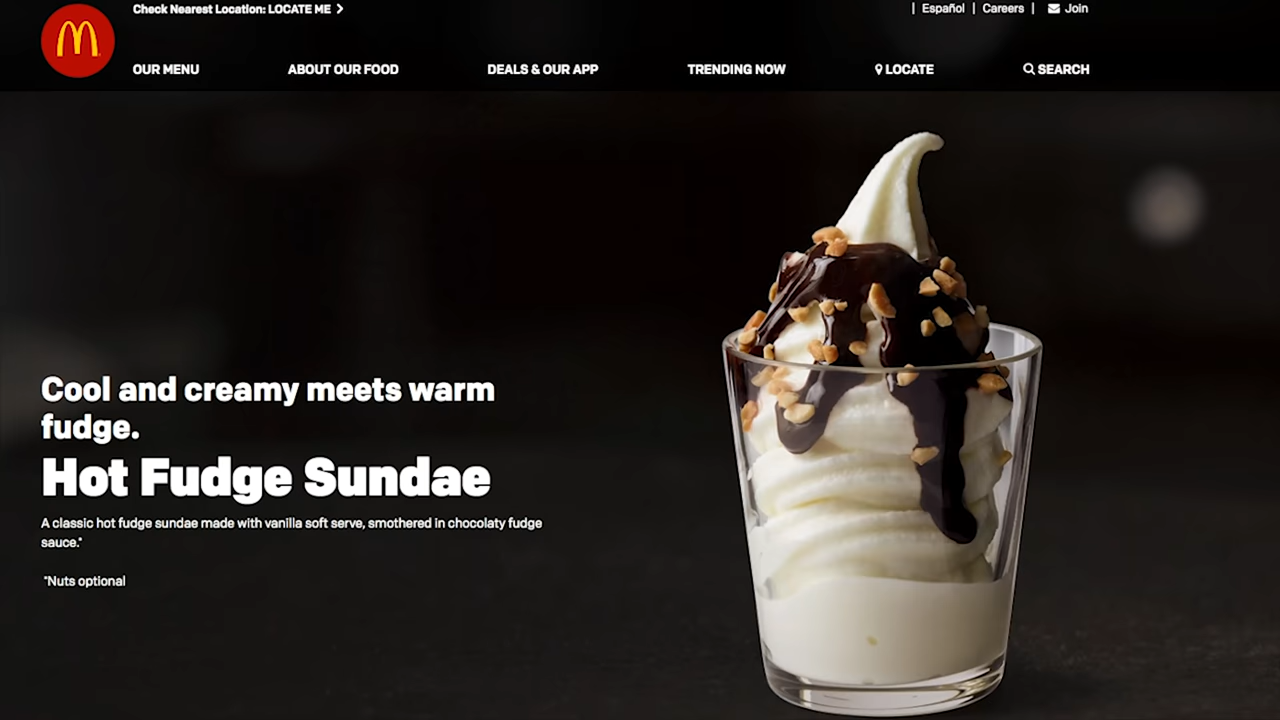 Check Nearest Location: LOCATE ME >
| Español | Careers | Join
OUR MENU ABOUT OUR FOOD DEALS & OUR APP TRENDING NOW LOCATE SEARCH
Cool and creamy meets warm
fudge.
Hot Fudge Sundae
A classic hot fudge sundae made with vanilla soft serve, smothered in chocolaty fudge
sauce.*
*Nuts optional